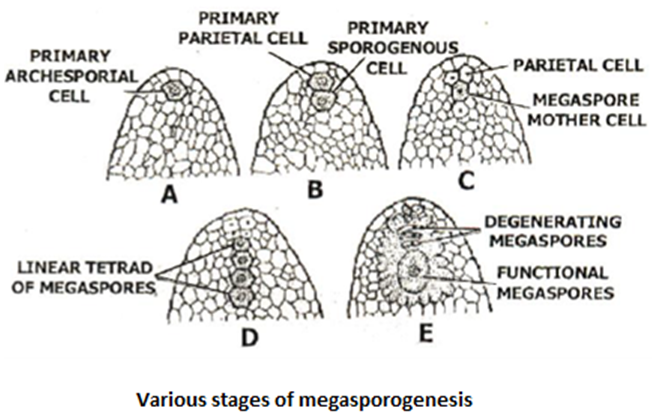 PRIMARY
ARCHESPORIAL
CELL
A
PRIMARY
PARIETAL CELL
PRIMARY
SPOROGENOUS
CELL
B
PARIETAL CELL
MEGASPORE
MOTHER CELL
C
LINEAR TETRAD
OF MEGASPORES
D
DEGENERATING
MEGASPORES
FUNCTIONAL
MEGASPORES
E
Various stages of megasporogenesis